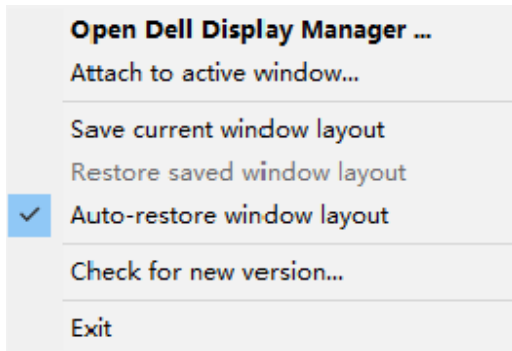 Open Dell Display Manager ...
Attach to active window...
Save current window layout
Restore saved window layout
Auto-restore window layout
Check for new version...
Exit